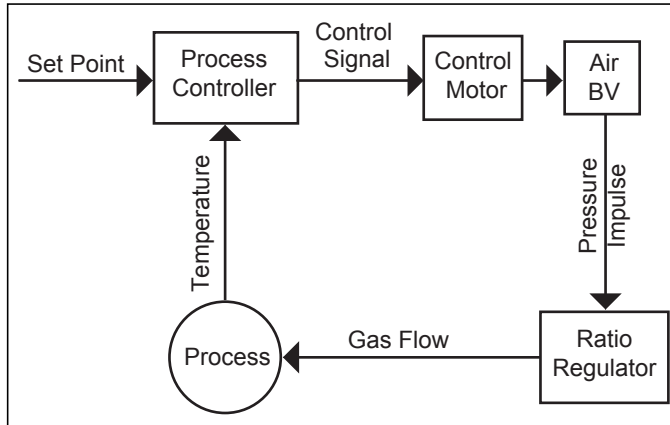 Set Point
Process
Controller
Control
Signal
Control
Motor
Air
BV
Pressure
Impulse
Ratio
Regulator
Gas Flow
Process
Temperature